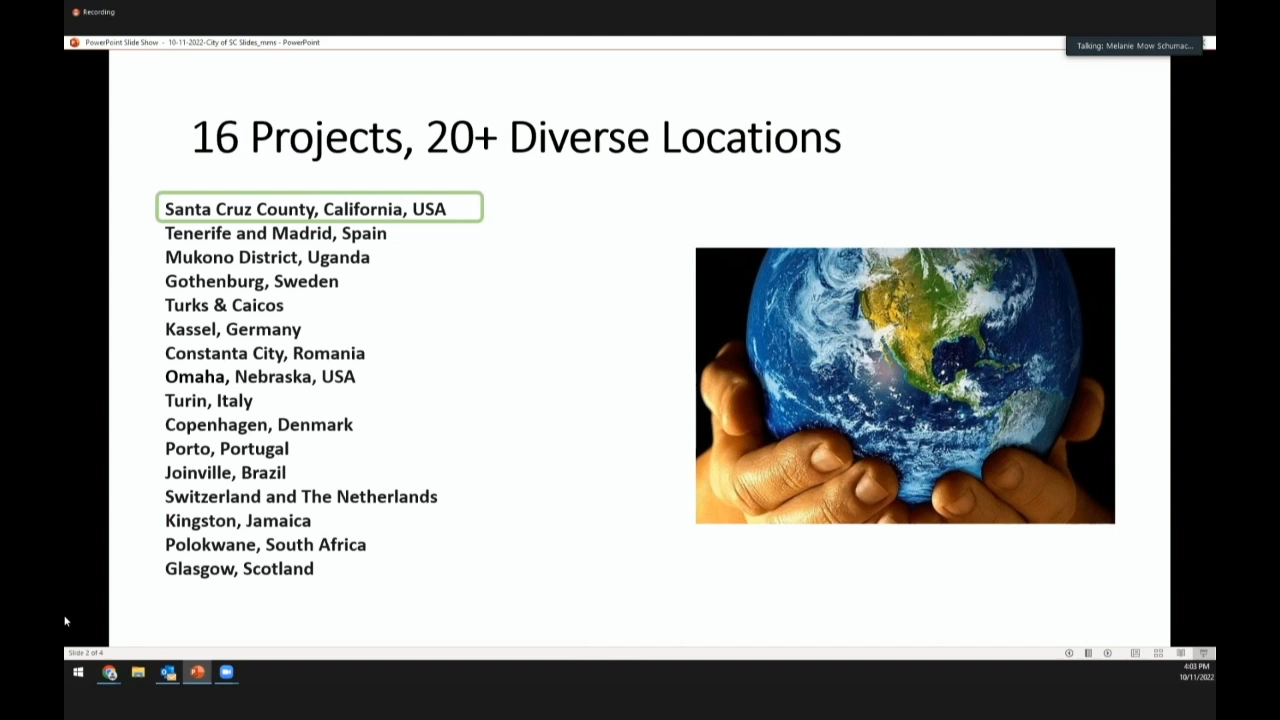 Recording
PowerPoint Slide Show - 10-11-2022-City of SC Slides_mms - PowerPoint
Talking: Melanie Mow Schumac...
16 Projects, 20+ Diverse Locations
Santa Cruz County, California, USA
Tenerife and Madrid, Spain
Mukono District, Uganda
Gothenburg, Sweden
Turks & Caicos
Kassel, Germany
Constanta City, Romania
Omaha, Nebraska, USA
Turin, Italy
Copenhagen, Denmark
Porto, Portugal
Joinville, Brazil
Switzerland and The Netherlands
Kingston, Jamaica
Polokwane, South Africa
Glasgow, Scotland
Slide 2 of 4
4:03 PM
10/11/2022